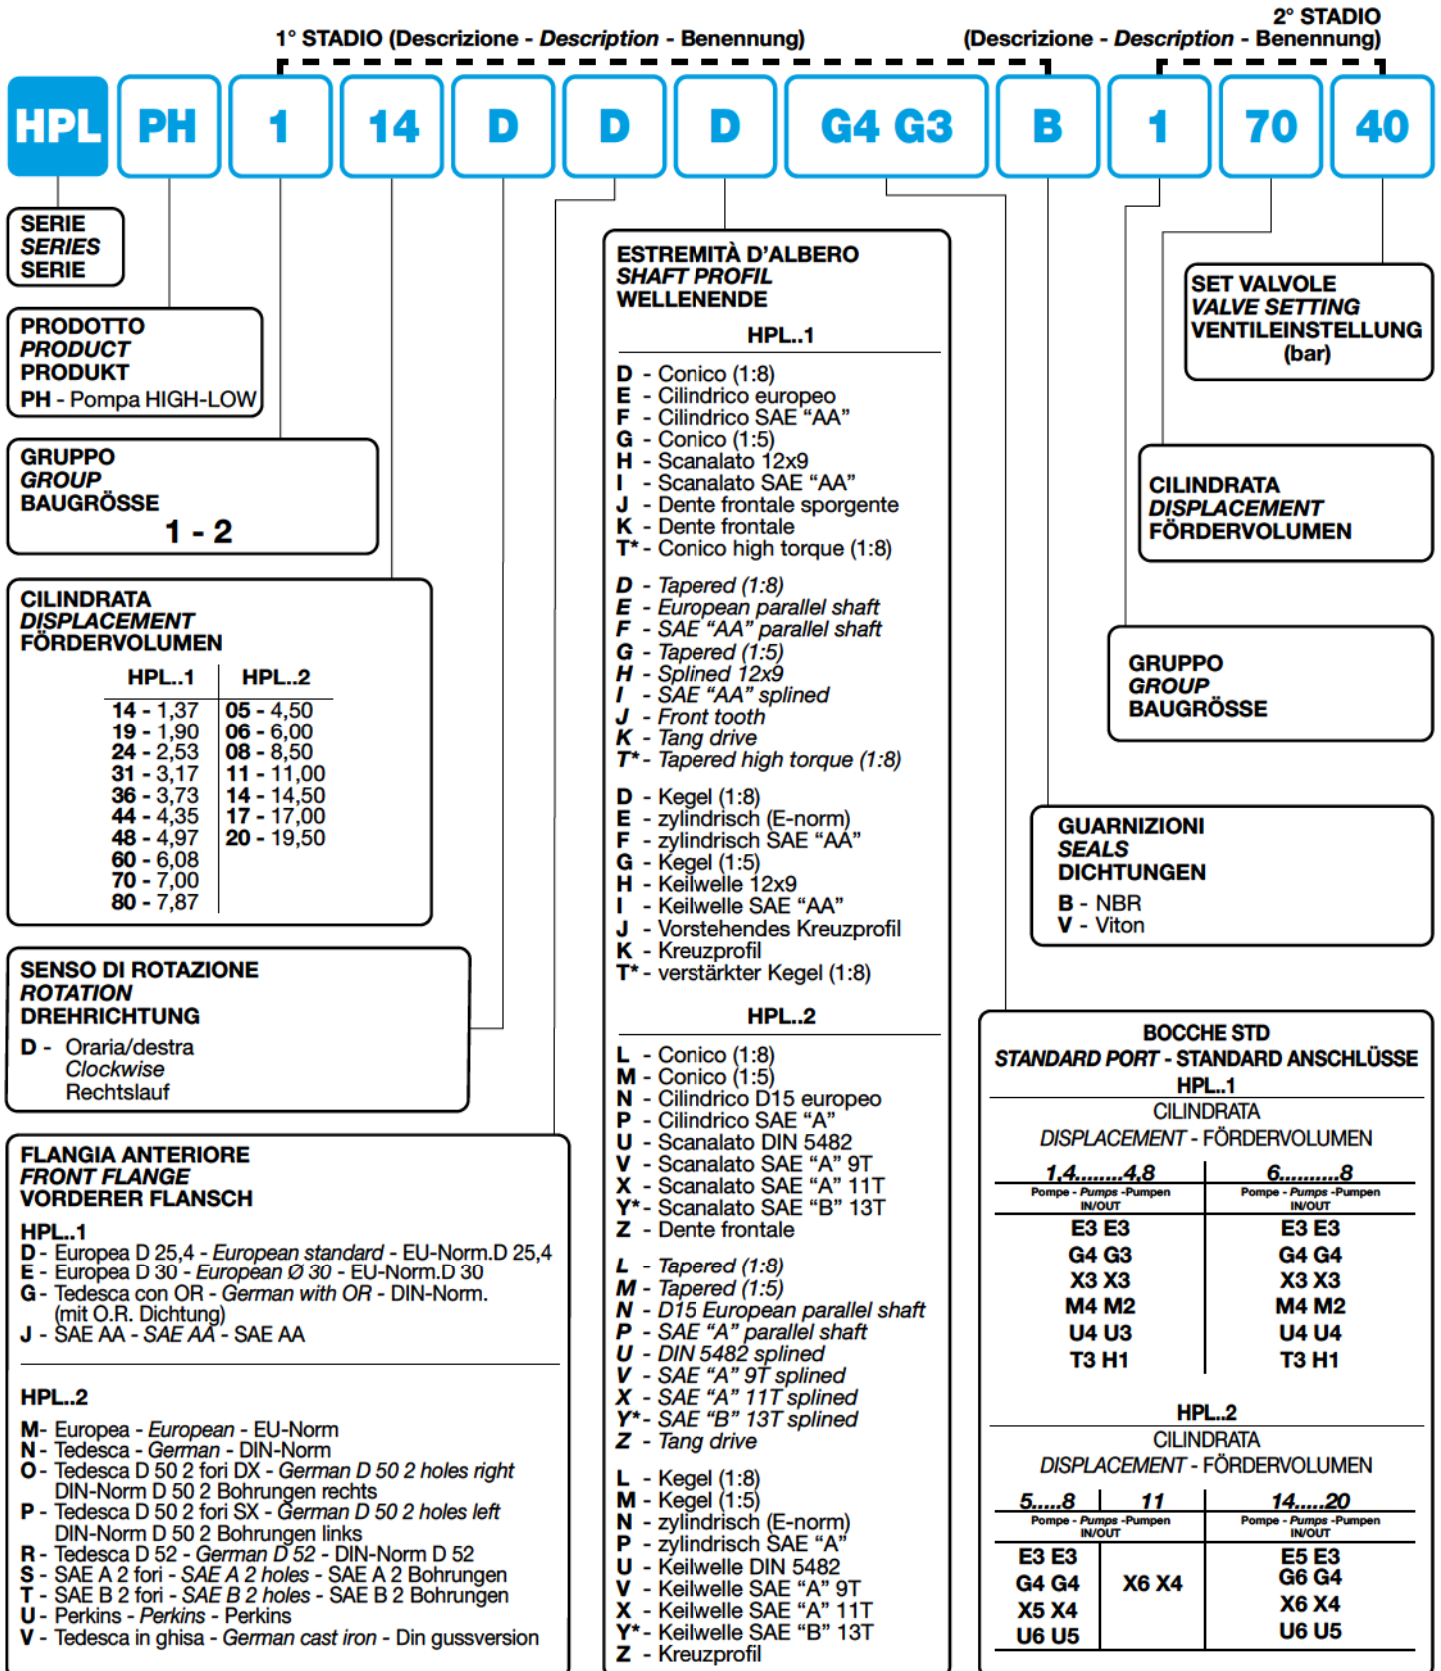 2° STADIO
1° STADIO (Descrizione - Description - Benennung)
(Descrizione - Description - Benennung)
HPL PH 1 14 D D D G4 G3 B 1 70 40
SERIE
SERIES
SERIE
PRODOTTO
PRODUCT
PRODUKT
PH - Pompa HIGH-LOW
GRUPPO
GROUP
BAUGRÖSSE
1 - 2
CILINDRATA
DISPLACEMENT
FÖRDERVOLUMEN
HPL..1 HPL..2
14 - 1,37 05 - 4,50
19 - 1,90 06 - 6,00
24 - 2,53 08 - 8,50
31 - 3,17 11 - 11,00
36 - 3,73 14 - 14,50
44 - 4,35 17 - 17,00
48 - 4,97 20 - 19,50
60 - 6,08
70 - 7,00
80 - 7,87
SENSO DI ROTAZIONE
ROTATION
DREHRICHTUNG
D - Oraria/destra
Clockwise
Rechtslauf
FLANGIA ANTERIORE
FRONT FLANGE
VORDERER FLANSCH
HPL..1
D - Europea D 25,4 - European standard - EU-Norm.D 25,4
E - Europea D 30 - European Ø 30 - EU-Norm.D 30
G - Tedesca con OR - German with OR - DIN-Norm.
(mit O.R. Dichtung)
J - SAE AA - SAE AA - SAE AA
HPL..2
M- Europea - European - EU-Norm
N - Tedesca - German - DIN-Norm
O - Tedesca D 50 2 fori DX - German D 50 2 holes right
DIN-Norm D 50 2 Bohrungen rechts
P - Tedesca D 50 2 fori SX - German D 50 2 holes left
DIN-Norm D 50 2 Bohrungen links
R - Tedesca D 52 - German D 52 - DIN-Norm D 52
S - SAE A 2 fori - SAE A 2 holes - SAE A 2 Bohrungen
T - SAE B 2 fori - SAE B 2 holes - SAE B 2 Bohrungen
U - Perkins - Perkins - Perkins
V - Tedesca in ghisa - German cast iron - Din gussversion
ESTREMITÀ D'ALBERO
SHAFT PROFIL
WELLENENDE
HPL..1
D - Conico (1:8)
E - Cilindrico europeo
F - Cilindrico SAE “AA”
G - Conico (1:5)
H - Scanalato 12x9
I - Scanalato SAE “AA”
J - Dente frontale sporgente
K - Dente frontale
T* - Conico high torque (1:8)
D - Tapered (1:8)
E - European parallel shaft
F - SAE “AA” parallel shaft
G - Tapered (1:5)
H - Splined 12x9
I - SAE “AA” splined
J - Front tooth
K - Tang drive
T* - Tapered high torque (1:8)
D - Kegel (1:8)
E - zylindrisch (E-norm)
F - zylindrisch SAE “AA”
G - Kegel (1:5)
H - Keilwelle 12x9
I - Keilwelle SAE “AA”
J - Vorstehendes Kreuzprofil
K - Kreuzprofil
T* - verstärkter Kegel (1:8)
HPL..2
L - Conico (1:8)
M - Conico (1:5)
N - Cilindrico D15 europeo
P - Cilindrico SAE “A”
U - Scanalato DIN 5482
V - Scanalato SAE “A” 9T
X - Scanalato SAE “A” 11T
Y* - Scanalato SAE “B” 13T
Z - Dente frontale
L - Tapered (1:8)
M - Tapered (1:5)
N - D15 European parallel shaft
P - SAE “A” parallel shaft
U - DIN 5482 splined
V - SAE “A” 9T splined
X - SAE “A” 11T splined
Y* - SAE “B” 13T splined
Z - Tang drive
L - Kegel (1:8)
M - Kegel (1:5)
N - zylindrisch (E-norm)
P - zylindrisch SAE “A”
U - Keilwelle DIN 5482
V - Keilwelle SAE “A” 9T
X - Keilwelle SAE “A” 11T
Y* - Keilwelle SAE “B” 13T
Z - Kreuzprofil
SET VALVOLE
VALVE SETTING
VENTILEINSTELLUNG
(bar)
CILINDRATA
DISPLACEMENT
FÖRDERVOLUMEN
GRUPPO
GROUP
BAUGRÖSSE
GUARNIZIONI
SEALS
DICHTUNGEN
B - NBR
V - Viton
BOCCHE STD
STANDARD PORT - STANDARD ANSCHLÜSSE
HPL..1
CILINDRATA
DISPLACEMENT - FÖRDERVOLUMEN
1,4........4,8 6..........8
Pompe - Pumps -Pumpen Pompe - Pumps -Pumpen
IN/OUT IN/OUT
E3 E3 E3 E3
G4 G3 G4 G4
X3 X3 X3 X3
M4 M2 M4 M2
U4 U3 U4 U4
T3 H1 T3 H1
HPL..2
CILINDRATA
DISPLACEMENT - FÖRDERVOLUMEN
5.....8 11 14.....20
Pompe - Pumps -Pumpen Pompe - Pumps -Pumpen
IN/OUT IN/OUT
E3 E3 E5 E3
G4 G4 X6 X4 G6 G4
X5 X4 X6 X4
U6 U5 U6 U5